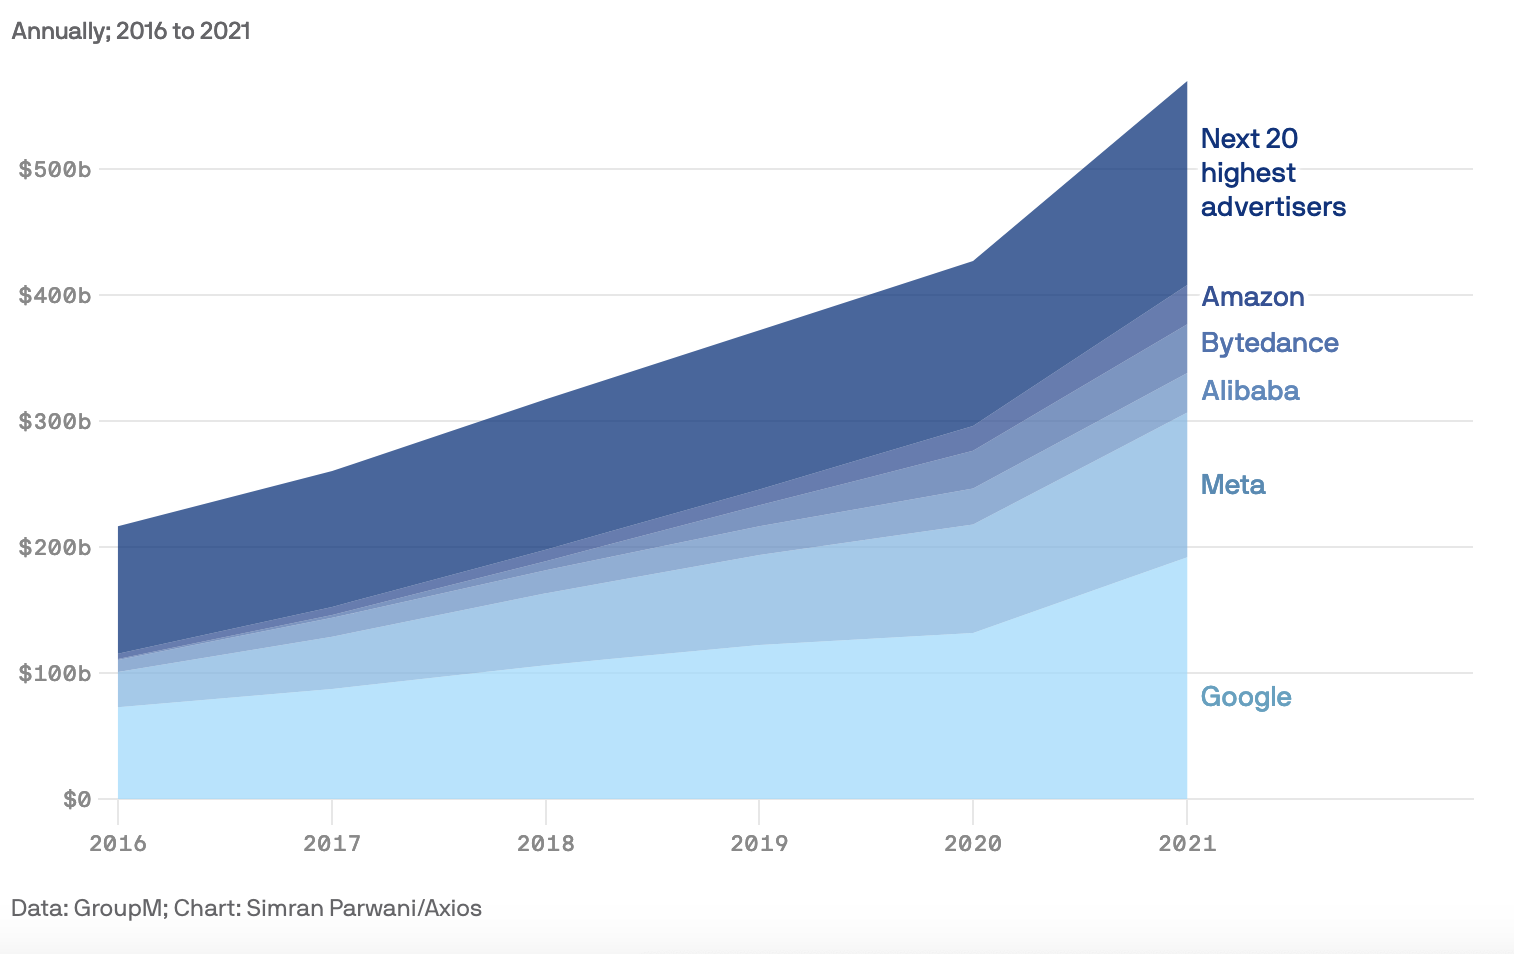 Annually; 2016 to 2021
$500b
$400b
$300b
$200b
$100b
$0
Next 20
highest
advertisers
Amazon
Bytedance
Alibaba
Meta
Google
2016 2017 2018 2019 2020 2021
Data: GroupM; Chart: Simran Parwani/Axios